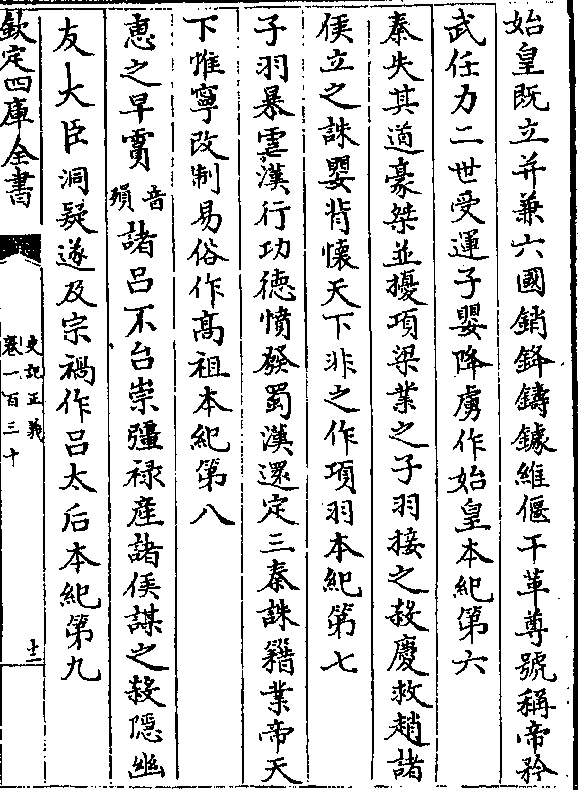 始皇既立并兼六國銷鋒鑄鐻維偃干革尊號稱帝矜
武任力二世受運子嬰降虜作始皇本紀第六
秦失其道豪桀並擾項梁業之子羽接之殺慶救趙諸
侯立之誅嬰背懷天下非之作項羽本紀第七
子羽暴虐漢行功德憤發蜀漢還定三秦誅籍業帝天
下惟寧改制易俗作髙祖本紀第八
惠之早霣音殞諸吕不台崇彊祿產諸侯謀之殺隱幽
友大臣洞疑遂及宗禍作吕太后本紀第九
欽定四庫全書
史記正義
卷一百三十
十二